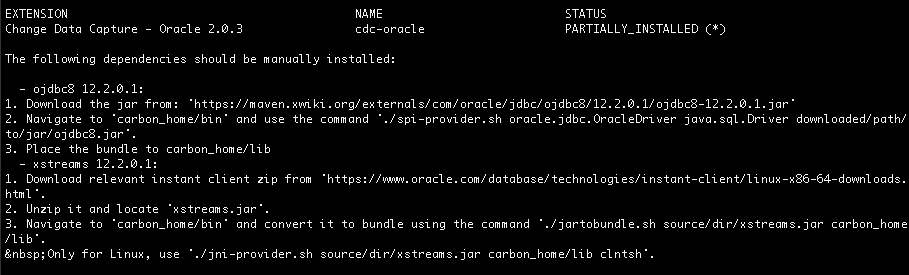 EXTENSION NAME STATUS
Change Data Capture - Oracle 2.0.3 cdc-oracle PARTIALLY_INSTALLED (*)
The following dependencies should be manually installed:
- ojdbc8 12.2.0.1:
1. Download the jar from: `https://maven.xwiki.org/externals/com/oracle/jdbc/ojdbc8/12.2.0.1/ojdbc8-12.2.0.1.jar`
2. Navigate to `carbon_home/bin` and use the command `./spi-provider.sh oracle.jdbc.OracleDriver java.sql.Driver downloaded/path/
to/jar/ojdbc8.jar`.
3. Place the bundle to carbon_home/lib
- xstreams 12.2.0.1:
1. Download relevant instant client zip from `https://www.oracle.com/database/technologies/instant-client/linux-x86-64-downloads.
html`.
2. Unzip it and locate `xstreams.jar`.
3. Navigate to `carbon_home/bin` and convert it to bundle using the command `./jartobundle.sh source/dir/xstreams.jar carbon_home
/lib`.
&nbsp;Only for Linux, use `./jni-provider.sh source/dir/xstreams.jar carbon_home/lib clntsh`.